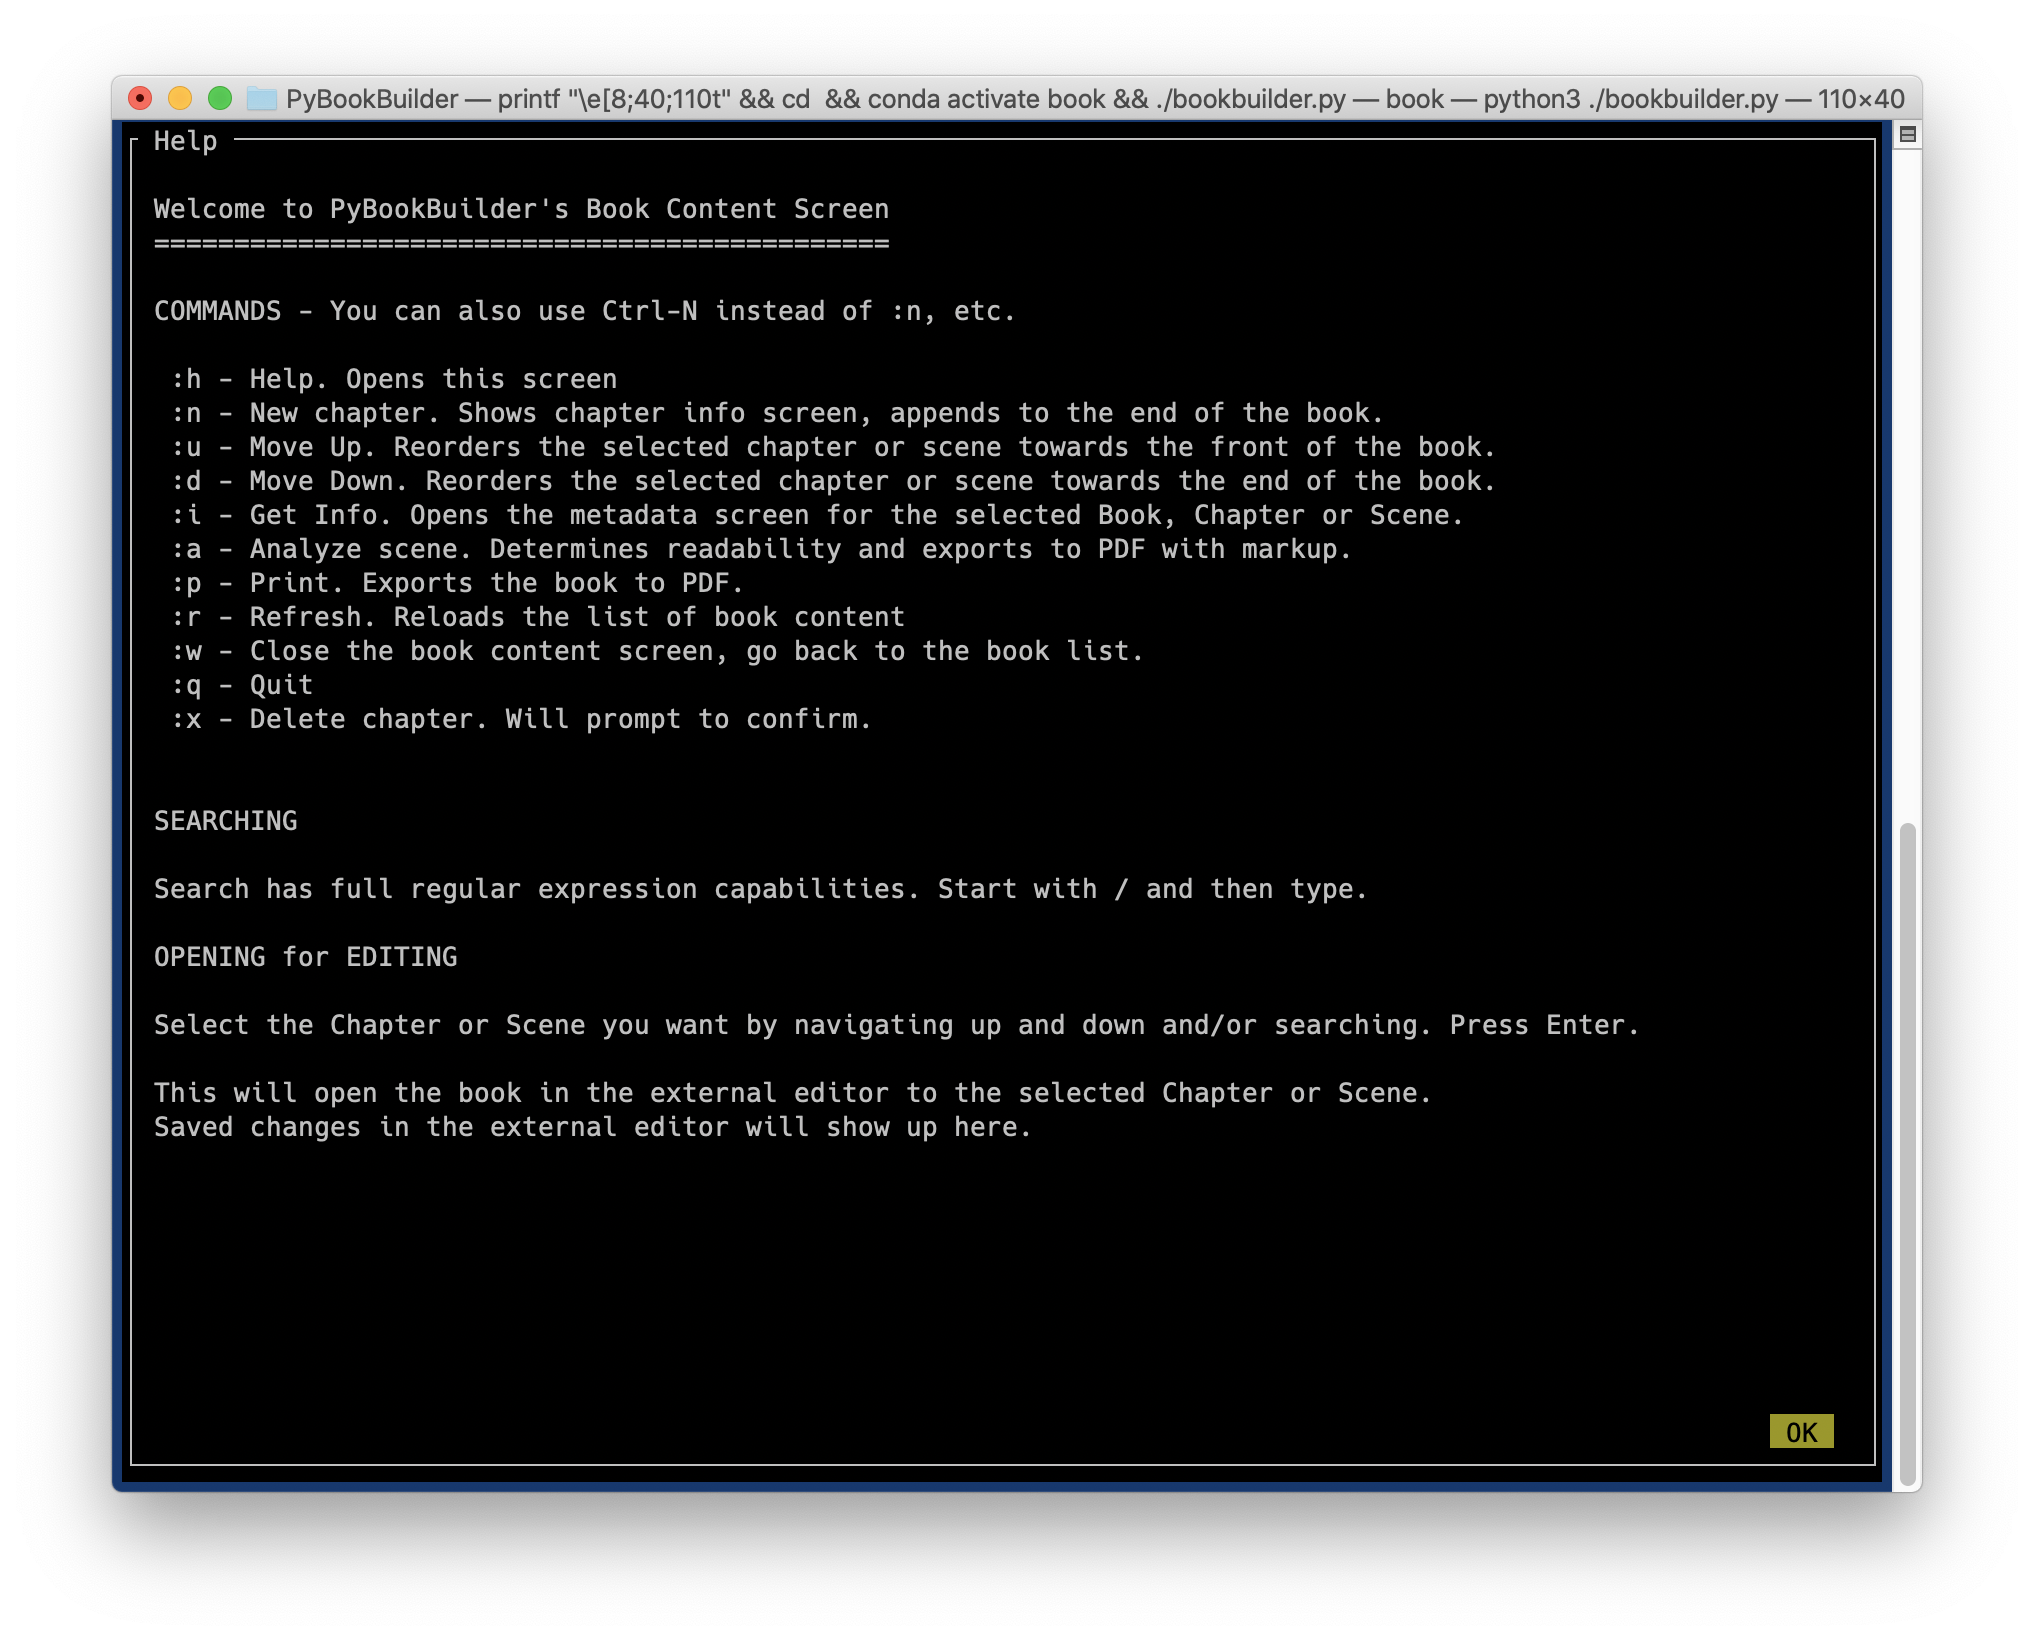 PyBookBuilder — printf "\e[8;40;110t" && cd  && conda activate book && ./bookbuilder.py — book — python3 ./bookbuilder.py — 110×40
Help
Welcome to PyBookBuilder's Book Content Screen
==============================================
COMMANDS - You can also use Ctrl-N instead of :n, etc.
:h - Help. Opens this screen
:n - New chapter. Shows chapter info screen, appends to the end of the book.
:u - Move Up. Reorders the selected chapter or scene towards the front of the book.
:d - Move Down. Reorders the selected chapter or scene towards the end of the book.
:i - Get Info. Opens the metadata screen for the selected Book, Chapter or Scene.
:a - Analyze scene. Determines readability and exports to PDF with markup.
:p - Print. Exports the book to PDF.
:r - Refresh. Reloads the list of book content
:w - Close the book content screen, go back to the book list.
:q - Quit
:x - Delete chapter. Will prompt to confirm.
SEARCHING
Search has full regular expression capabilities. Start with / and then type.
OPENING for EDITING
Select the Chapter or Scene you want by navigating up and down and/or searching. Press Enter.
This will open the book in the external editor to the selected Chapter or Scene.
Saved changes in the external editor will show up here.
OK